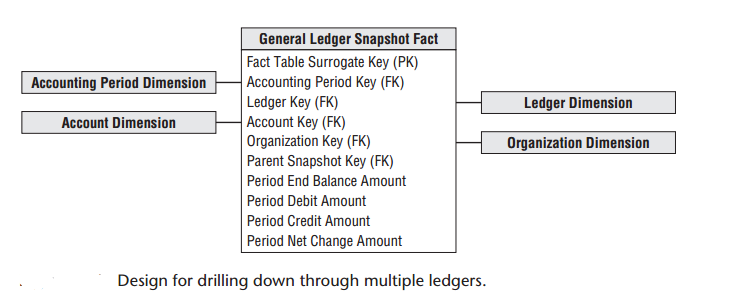 General Ledger Snapshot Fact
Fact Table Surrogate Key (PK)
Accounting Period Dimension
Accounting Period Key (FK)
Ledger Key (FK)
Ledger Dimension
Account Dimension
Account Key (FK)
Organization Key (FK)
Organization Dimension
Parent Snapshot Key (FK)
Period End Balance Amount
Period Debit Amount
Period Credit Amount
Period Net Change Amount
Design for drilling down through multiple ledgers.